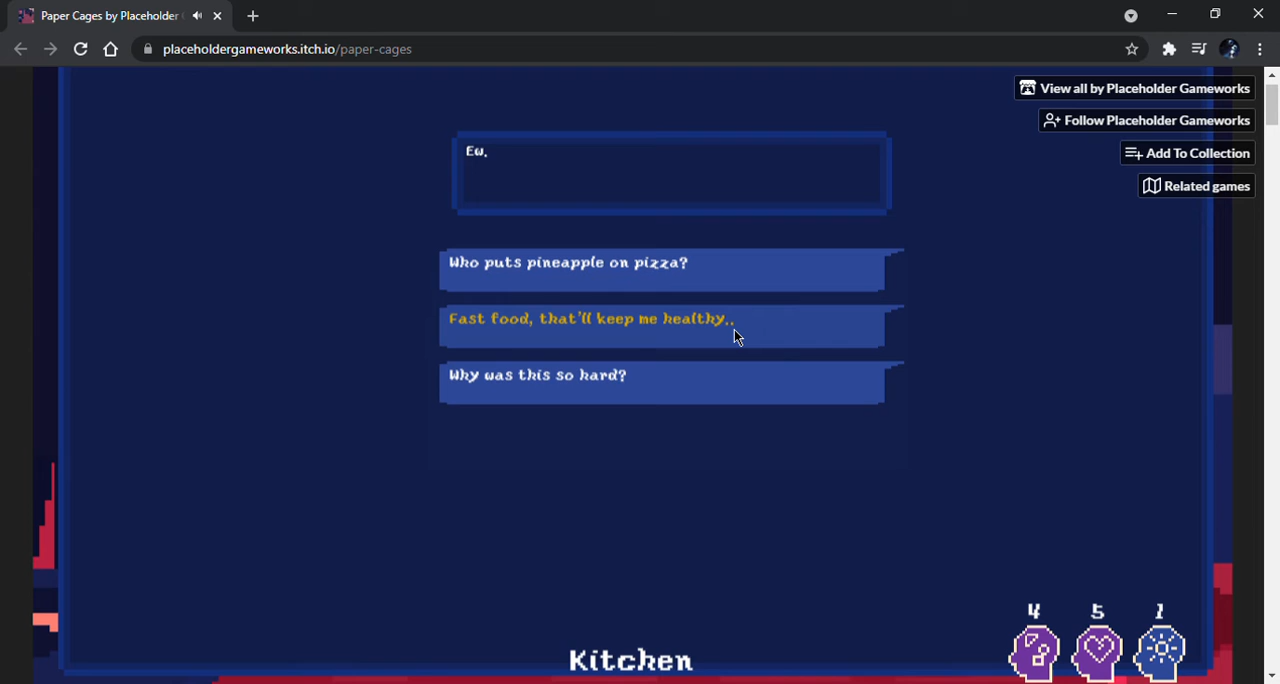 Paper Cages by Placeholder
placeholdergameworks.itch.io/paper-cages
View all by Placeholder Gameworks
Follow Placeholder Gameworks
Add To Collection
Related games
Ew.
Who puts pineapple on pizza?
Fast food, that'll keep me healthy..
Why was this so hard?
4 5 1
Kitchen